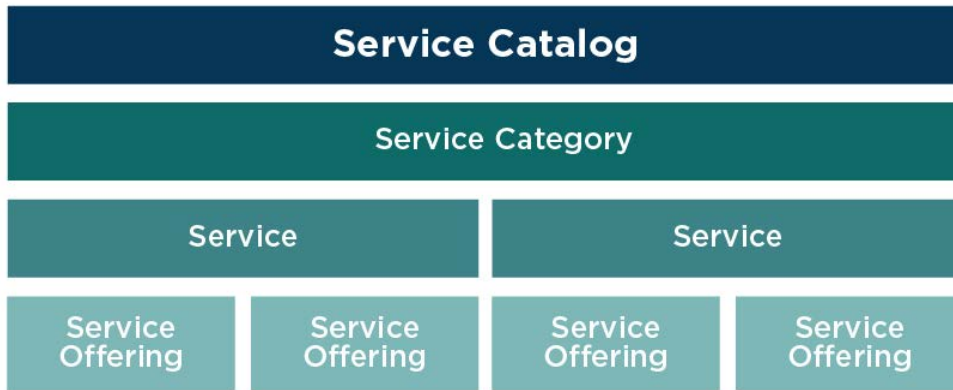 Service Catalog
Service Category
Service
Service
Service
Offering
Service
Offering
Service
Offering
Service
Offering